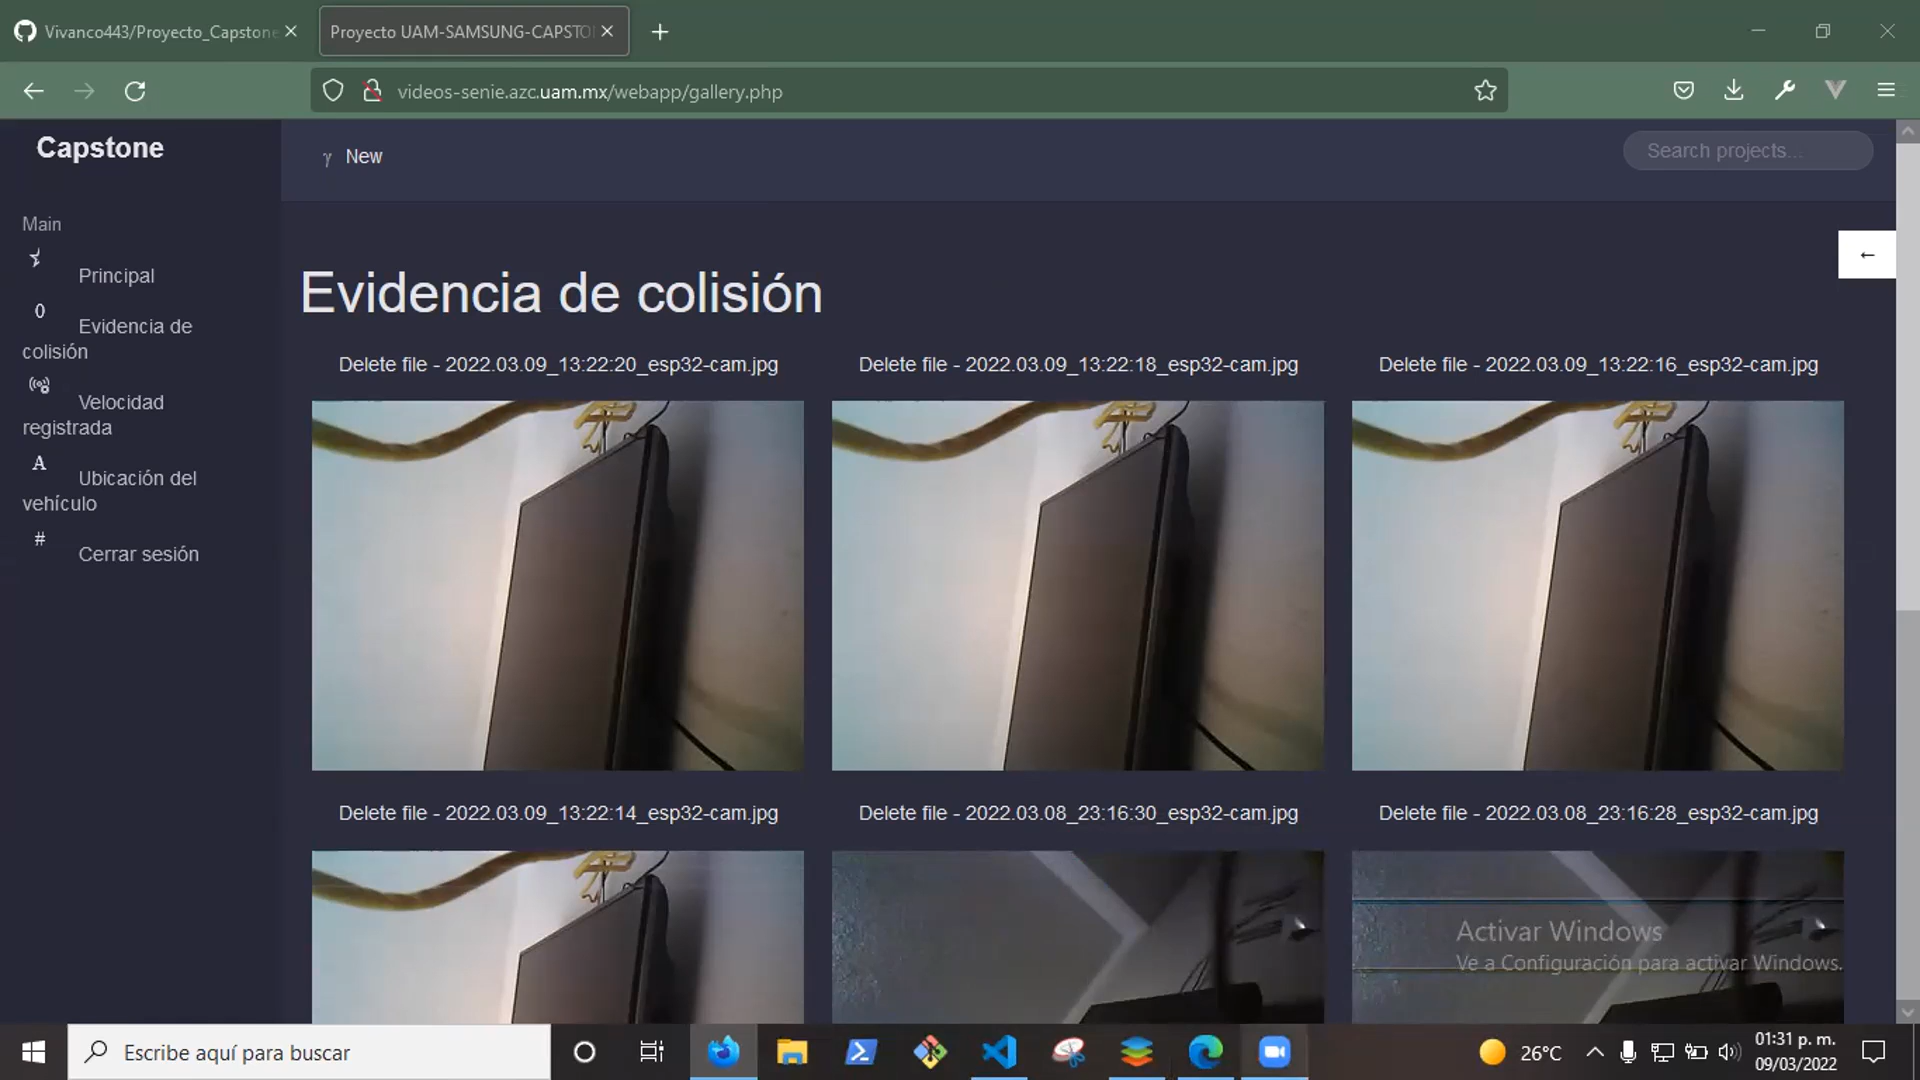 Vivanco443/Proyecto_Capstone
Proyecto UAM-SAMSUNG-CAPSTO
videos-senie.azc.uam.mx/webapp/gallery.php
Capstone
New
Search projects...
Main
Principal
Evidencia de
colisión
Velocidad
registrada
A
Ubicación del
vehículo
#
Cerrar sesión
Evidencia de colisión
Delete file - 2022.03.09_13:22:20_esp32-cam.jpg
Delete file - 2022.03.09_13:22:18_esp32-cam.jpg
Delete file - 2022.03.09_13:22:16_esp32-cam.jpg
Delete file - 2022.03.09_13:22:14_esp32-cam.jpg
Delete file - 2022.03.08_23:16:30_esp32-cam.jpg
Delete file - 2022.03.08_23:16:28_esp32-cam.jpg
Activar Windows
Ve a Configuración para activar Windows.
Escribe aquí para buscar
26°C
01:31 p. m.
09/03/2022